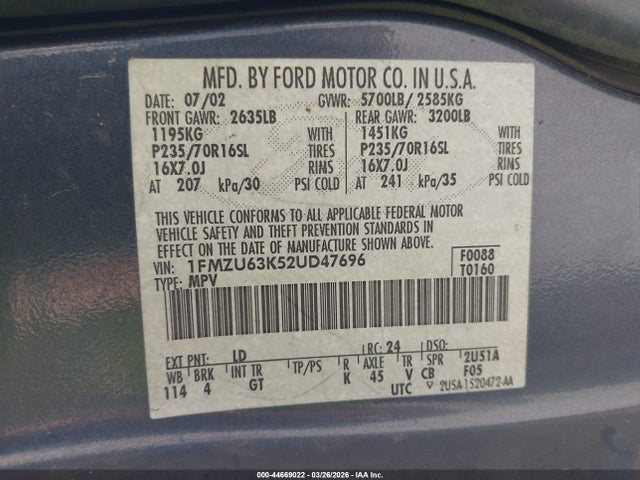 MFD. BY FORD MOTOR CO. IN U.S.A.
DATE: 07/02 GVWR: 5700LB/ 2585KG
FRONT GAWR: 2635LB REAR GAWR: 3200LB
1195KG WITH 1451KG WITH
P235/70R16SL TIRES P235/70R16SL TIRES
16X7.0J RIMS 16X7.0J RIMS
AT 207 kPa/30 PSI COLD AT 241 kPa/35 PSI COLD
THIS VEHICLE CONFORMS TO ALL APPLICABLE FEDERAL MOTOR
VEHICLE SAFETY AND THEFT PREVENTION STANDARDS IN
EFFECT ON THE DATE OF MANUFACTURE SHOWN ABOVE.
VIN: 1FMZU63K52UD47696 F0088
TYPE: MPV T0160
EXT PNT: LD RC: 24 DSO:
WB BRK INT TR TP/PS R AXLE TR SPR 2U51A
114 4 GT K 45 V CB F05
UTC ▽ 2USA-1520472-AA
000-44669022 | 03/26/2026 | IAA Inc.